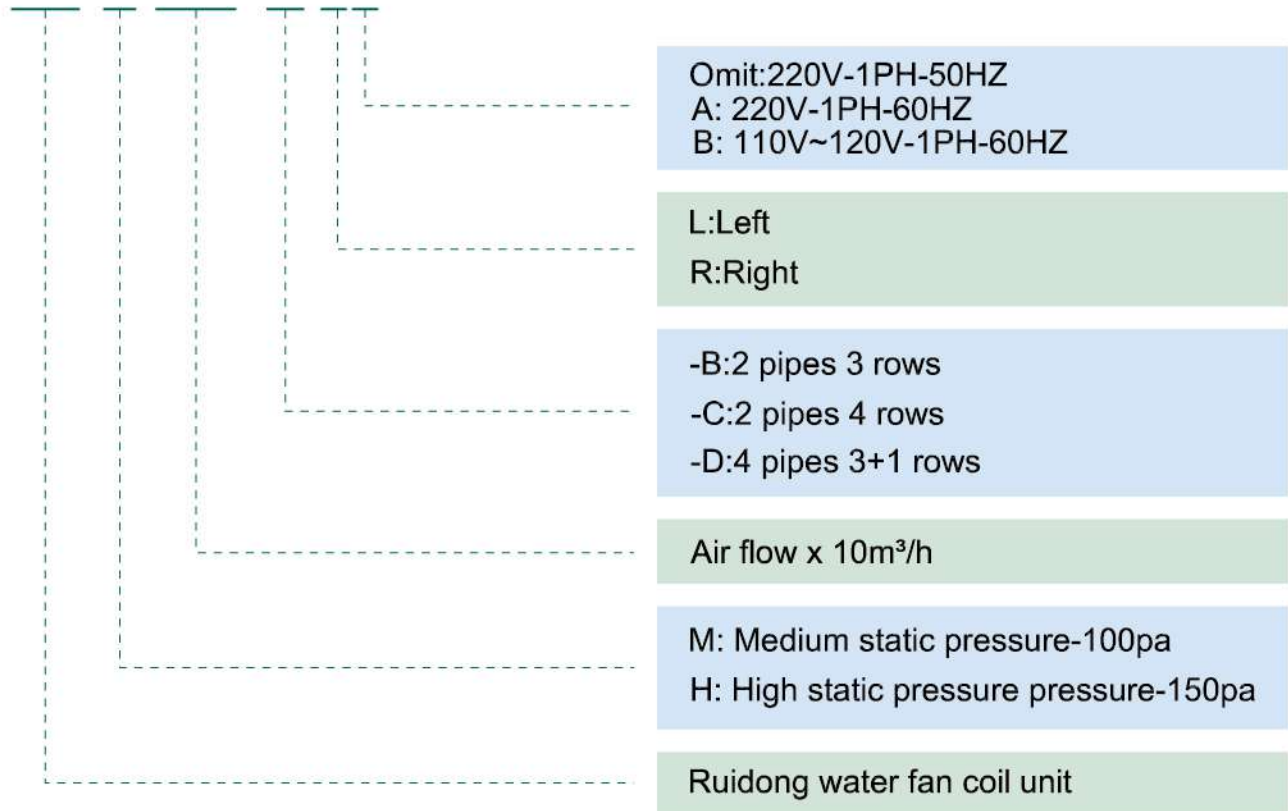 Omit:220V-1PH-50HZ
A: 220V-1PH-60HZ
B: 110V~120V-1PH-60HZ
L:Left
R:Right
-B:2 pipes 3 rows
-C:2 pipes 4 rows
-D:4 pipes 3+1 rows
Air flow x 10m³/h
M: Medium static pressure-100pa
H: High static pressure pressure-150pa
Ruidong water fan coil unit